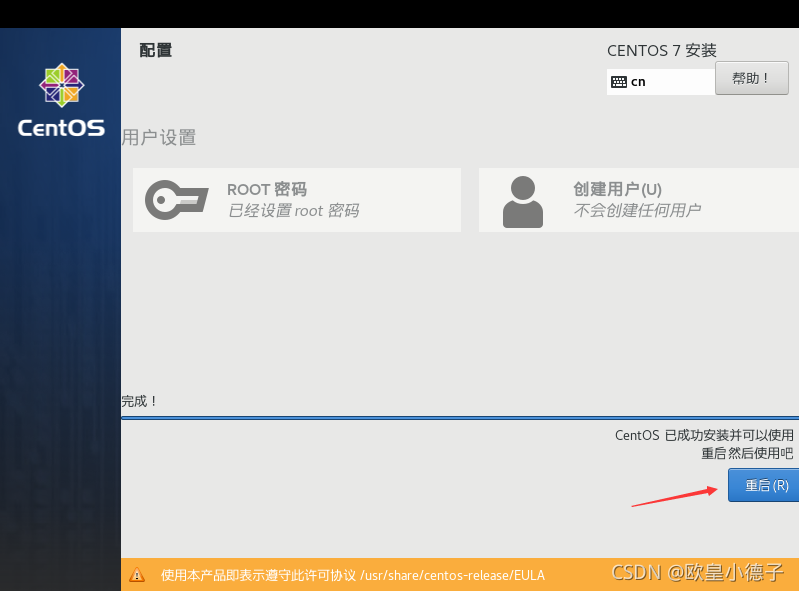 配置
CENTOS 7 安装
cn
帮助！
CentOS
用户设置
ROOT 密码
已经设置 root 密码
创建用户(U)
不会创建任何用户
完成！
CentOS 已成功安装并可以使用
重启然后使用吧
重启(R)
使用本产品即表示遵守此许可协议 /usr/share/centos-release/EULA
CSDN @欧皇小德子